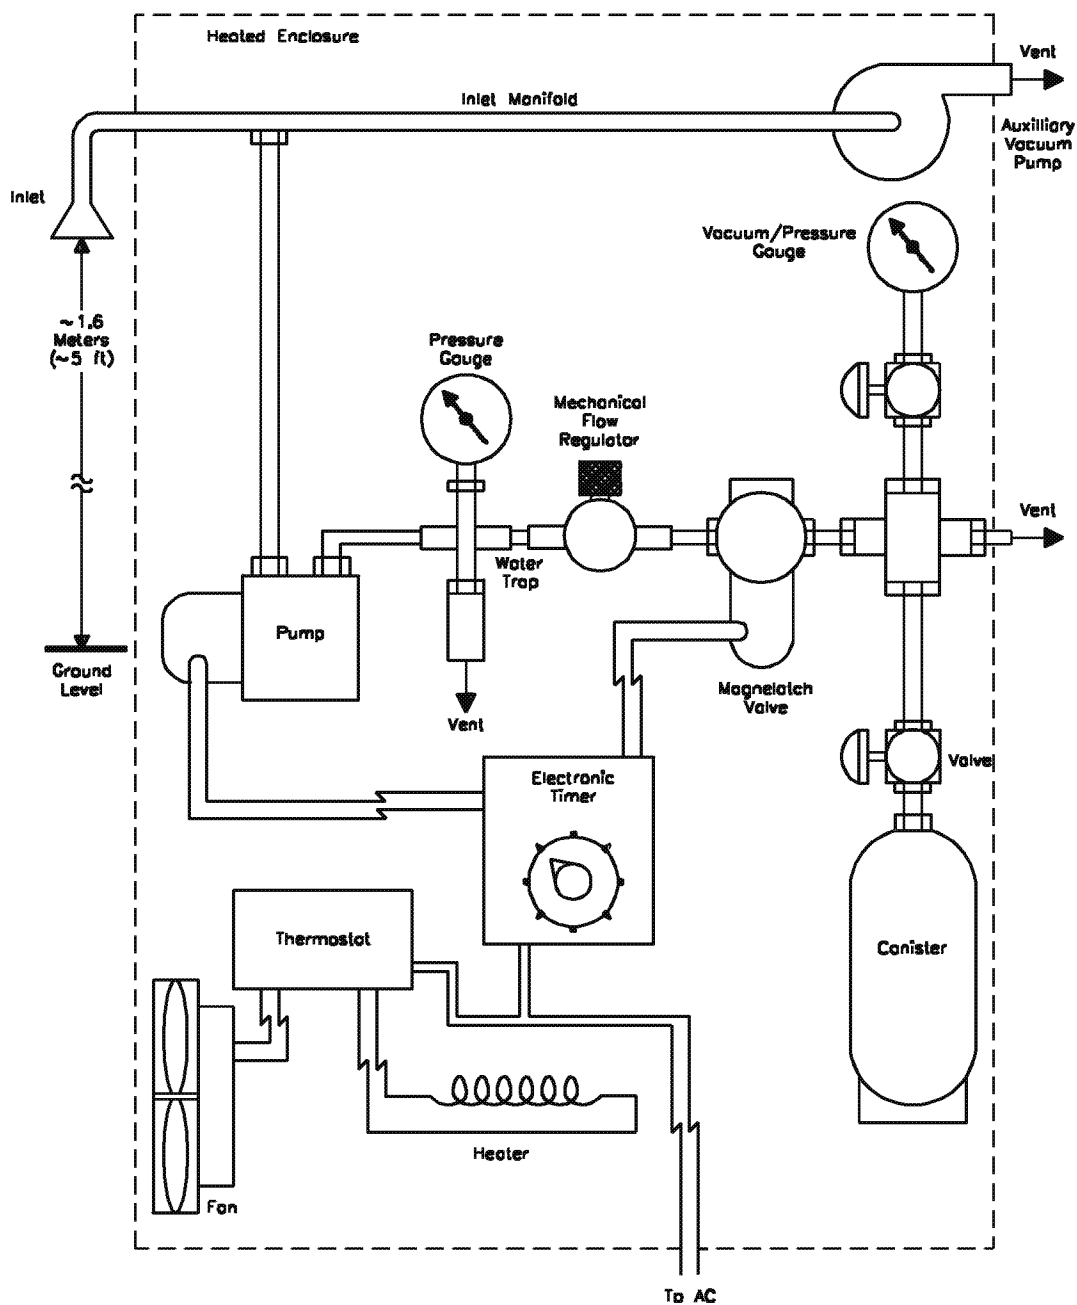 Heated Enclosure
Vent
Inlet Manifold
Auxilliary
Vacuum
Pump
Inlet
Vacuum/Pressure
Gauge
~1.6
Meters
(~5 ft)
Pressure
Gauge
Mechanical
Flow
Regulator
Vent
Water
Trap
Pump
Ground
Level
Magnelatch
Valve
Vent
Valve
Electronic
Timer
Thermostat
Canister
Heater
Fan
To AC